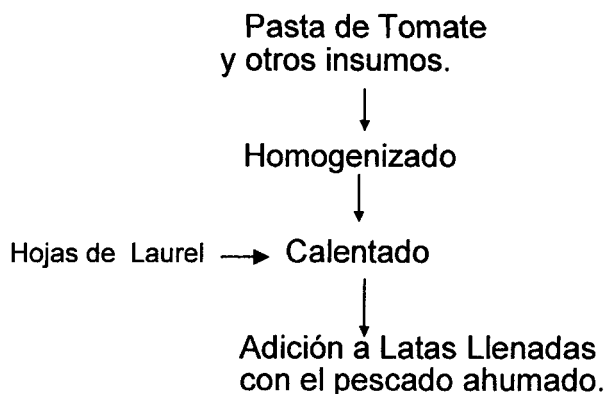 Pasta de Tomate
y otros insumos.
Homogenizado
Hojas de Laurel
Calentado
Adición a Latas Llenadas
con el pescado ahumado.